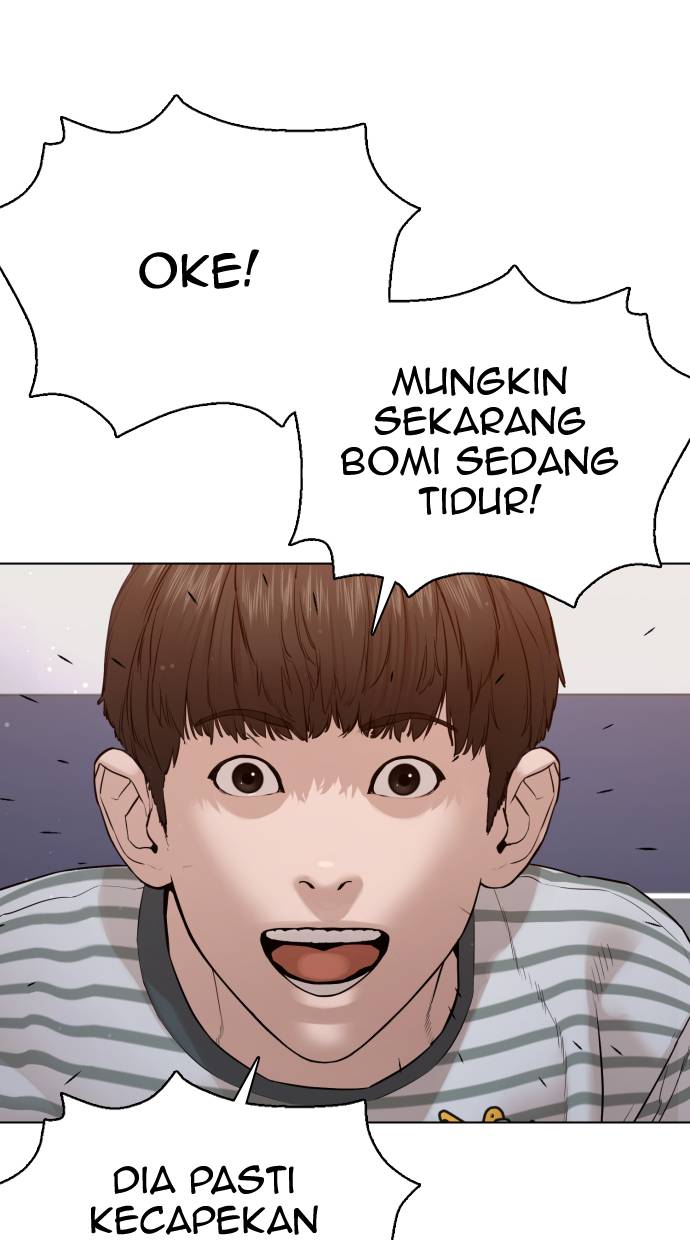 OKE!
MUNGKIN
SEKARANG
BOMI SEDANG
TIDUR!
DIA PASTI
KECAPEKAN